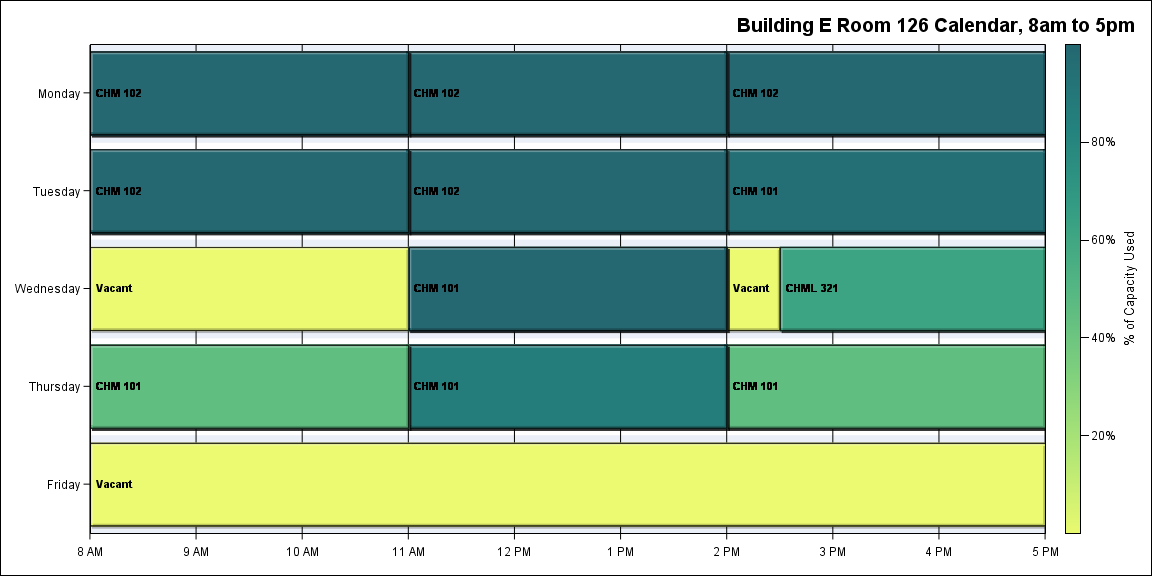 Building E Room 126 Calendar, 8am to 5pm
Monday
CHM 102
CHM 102
CHM 102
Tuesday
CHM 102
CHM 102
CHM 101
Wednesday
Vacant
CHM 101
Vacant
CHML 321
Thursday
CHM 101
CHM 101
CHM 101
Friday
Vacant
8 AM 9 AM 10 AM 11 AM 12 PM 1 PM 2 PM 3 PM 4 PM 5 PM
80%
60%
40%
20%
% of Capacity Used